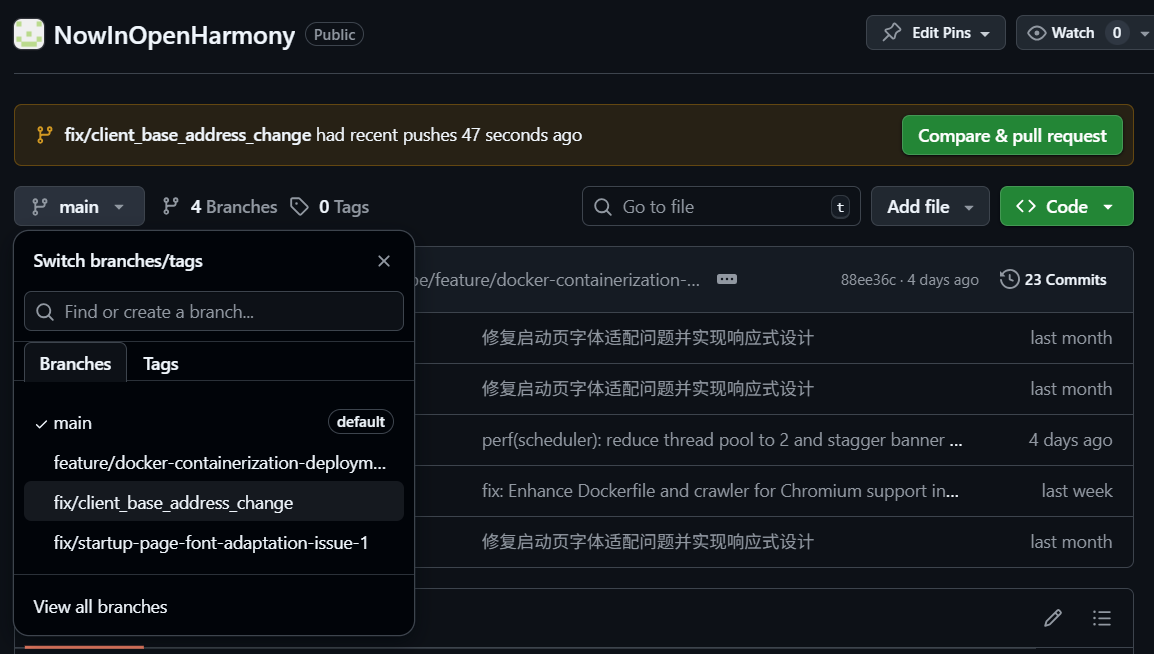 NowInOpenHarmony Public Edit Pins Watch 0
fix/client_base_address_change had recent pushes 47 seconds ago Compare & pull request
main 4 Branches 0 Tags Go to file t Add file Code
Switch branches/tags
Find or create a branch...
Branches Tags
main default
feature/docker-containerization-deploym...
fix/client_base_address_change
fix/startup-page-font-adaptation-issue-1
View all branches
/feature/docker-containerization-... 88ee36c · 4 days ago 23 Commits
修复启动页字体适配问题并实现响应式设计 last month
修复启动页字体适配问题并实现响应式设计 last month
perf(scheduler): reduce thread pool to 2 and stagger banner ... 4 days ago
fix: Enhance Dockerfile and crawler for Chromium support in... last week
修复启动页字体适配问题并实现响应式设计 last month